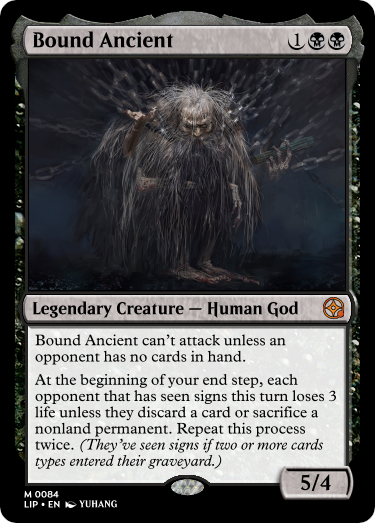 Bound Ancient 1
Legendary Creature — Human God
Bound Ancient can't attack unless an
opponent has no cards in hand.
At the beginning of your end step, each
opponent that has seen signs this turn loses 3
life unless they discard a card or sacrifice a
nonland permanent. Repeat this process
twice. (They've seen signs if two or more cards
types entered their graveyard.)
5/4
M 0084
LIP • EN YUHANG